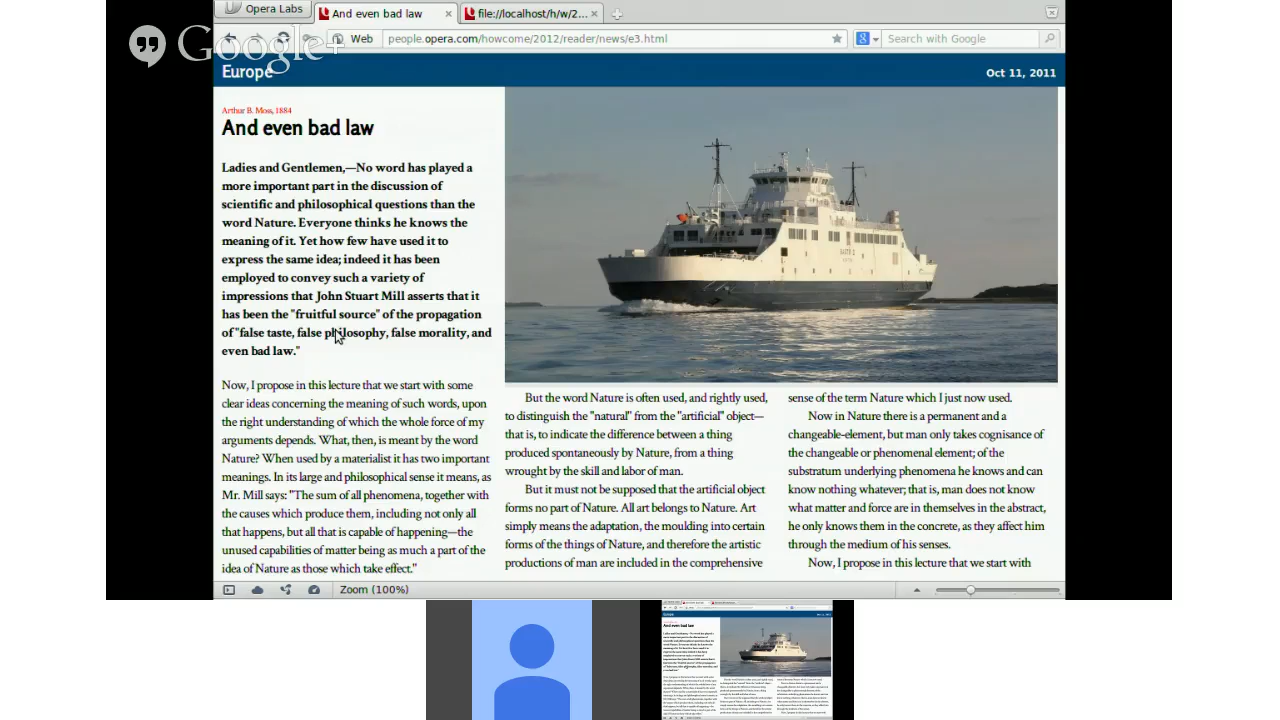 Opera Labs
And even bad law
file://localhost/h/w/2...
Google+
Web
people.opera.com/howcome/2012/reader/news/e3.html
Search with Google
Europe
Oct 11, 2011
Arthur B. Moss, 1884
And even bad law
Ladies and Gentlemen,—No word has played a
more important part in the discussion of
scientific and philosophical questions than the
word Nature. Everyone thinks he knows the
meaning of it. Yet how few have used it to
express the same idea; indeed it has been
employed to convey such a variety of
impressions that John Stuart Mill asserts that it
has been the "fruitful source" of the propagation
of "false taste, false philosophy, false morality, and
even bad law."
Now, I propose in this lecture that we start with some
clear ideas concerning the meaning of such words, upon
the right understanding of which the whole force of my
arguments depends. What, then, is meant by the word
Nature? When used by a materialist it has two important
meanings. In its large and philosophical sense it means, as
Mr. Mill says: "The sum of all phenomena, together with
the causes which produce them, including not only all
that happens, but all that is capable of happening—the
unused capabilities of matter being as much a part of the
idea of Nature as those which take effect."
But the word Nature is often used, and rightly used,
to distinguish the "natural" from the "artificial" object—
that is, to indicate the difference between a thing
produced spontaneously by Nature, from a thing
wrought by the skill and labor of man.
But it must not be supposed that the artificial object
forms no part of Nature. All art belongs to Nature. Art
simply means the adaptation, the moulding into certain
forms of the things of Nature, and therefore the artistic
productions of man are included in the comprehensive
sense of the term Nature which I just now used.
Now in Nature there is a permanent and a
changeable-element, but man only takes cognisance of
the changeable or phenomenal element; of the
substratum underlying phenomena he knows and can
know nothing whatever; that is, man does not know
what matter and force are in themselves in the abstract,
he only knows them in the concrete, as they affect him
through the medium of his senses.
Now, I propose in this lecture that we start with
Zoom (100%)